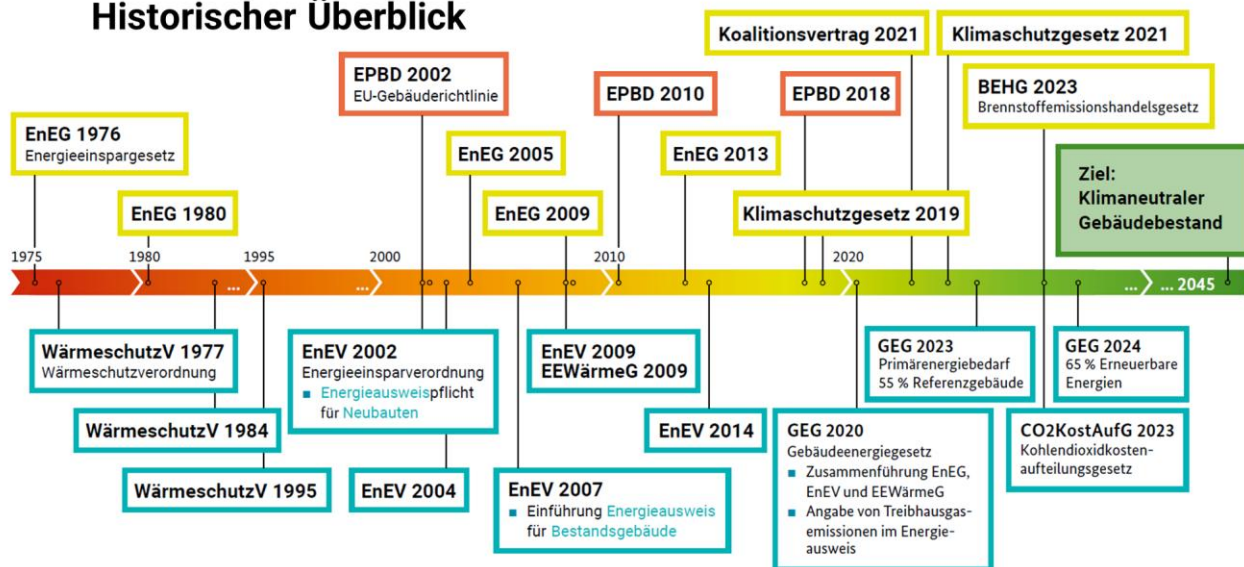 Historischer Überblick
Koalitionsvertrag 2021
Klimaschutzgesetz 2021
EPBD 2002
EU-Gebäuderichtlinie
EPBD 2010
EPBD 2018
BEHG 2023
Brennstoffemissionshandelsgesetz
EnEG 1976
Energieeinspargesetz
EnEG 2005
EnEG 2013
Ziel:
Klimaneutraler
Gebäudebestand
EnEG 1980
EnEG 2009
Klimaschutzgesetz 2019
1975
1980
1995
2000
2010
2020
...
...
...
... 2045
WärmeschutzV 1977
Wärmeschutzverordnung
EnEV 2002
Energieeinsparverordnung
▪ Energieausweispflicht
für Neubauten
EnEV 2009
EEWärmeG 2009
GEG 2023
Primärenergiebedarf
55 % Referenzgebäude
GEG 2024
65 % Erneuerbare
Energien
WärmeschutzV 1984
EnEV 2014
GEG 2020
Gebäudeenergiegesetz
▪ Zusammenführung EnEG,
EnEV und EEWärmeG
▪ Angabe von Treibhausgas-
emissionen im Energie-
ausweis
CO2KostAufG 2023
Kohlendioxidkosten-
aufteilungsgesetz
WärmeschutzV 1995
EnEV 2004
EnEV 2007
▪ Einführung Energieausweis
für Bestandsgebäude